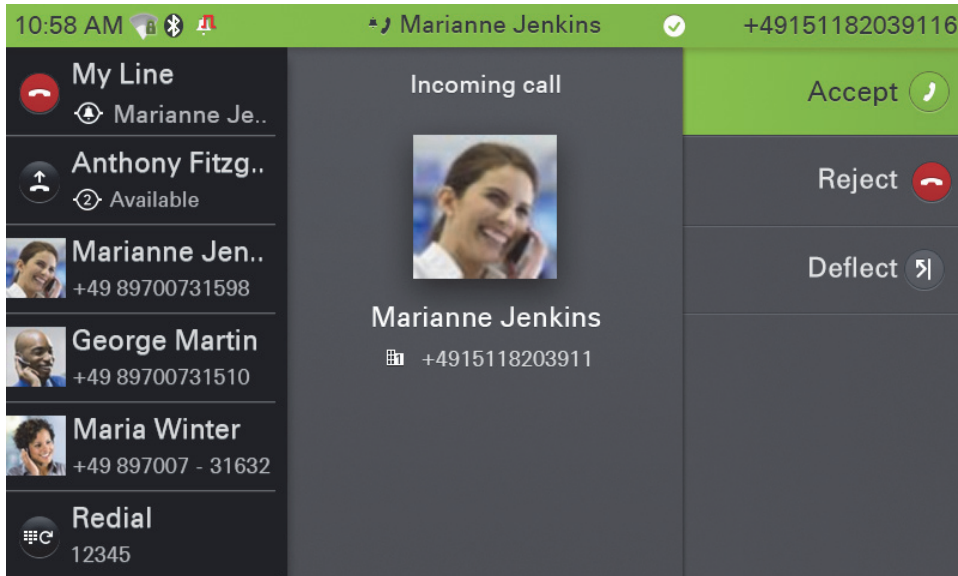 10:58 AM
Marianne Jenkins
+49151182039116
My Line
Marianne Je..
Anthony Fitzg..
2 Available
Marianne Jen..
+49 89700731598
George Martin
+49 89700731510
Maria Winter
+49 897007 - 31632
Redial
12345
Incoming call
Marianne Jenkins
+4915118203911
Accept
Reject
Deflect